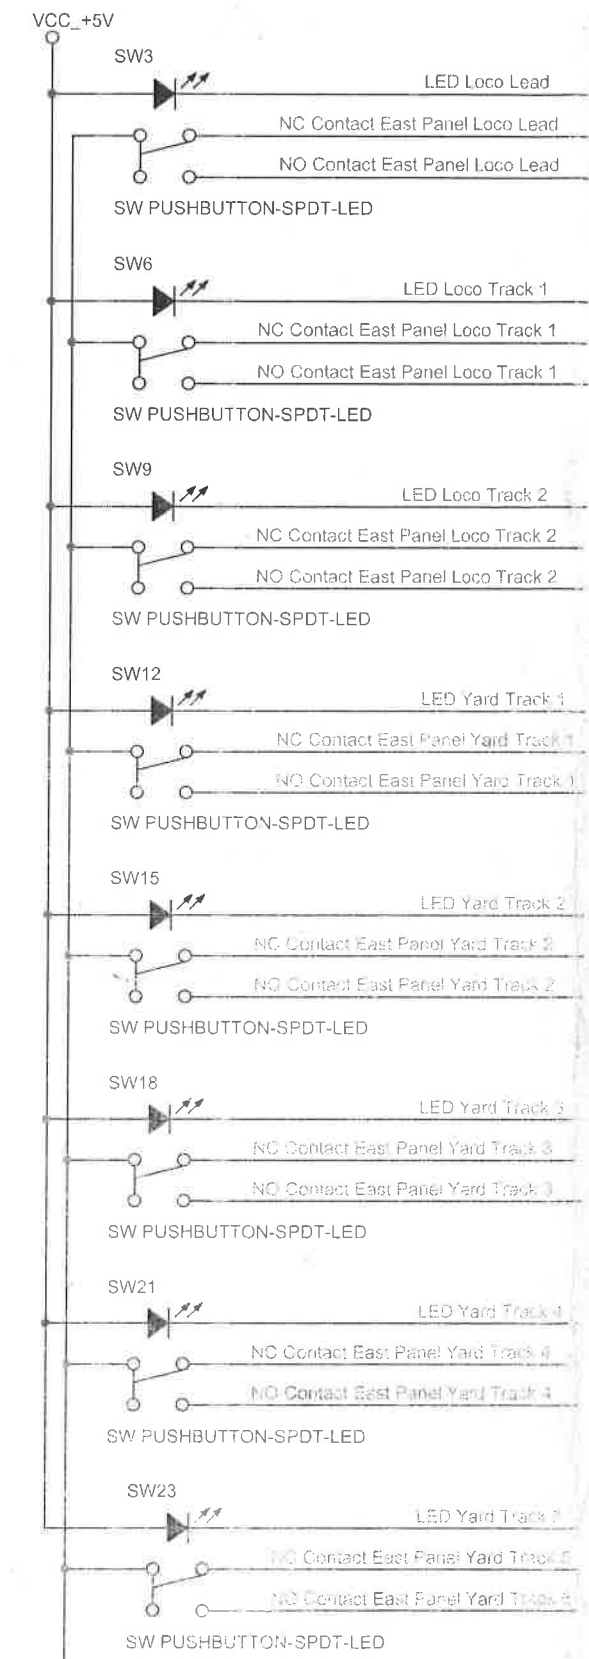 VCC_+5V
SW3
LED Loco Lead
NC Contact East Panel Loco Lead
NO Contact East Panel Loco Lead
SW PUSHBUTTON-SPDT-LED
SW6
LED Loco Track 1
NC Contact East Panel Loco Track 1
NO Contact East Panel Loco Track 1
SW PUSHBUTTON-SPDT-LED
SW9
LED Loco Track 2
NC Contact East Panel Loco Track 2
NO Contact East Panel Loco Track 2
SW PUSHBUTTON-SPDT-LED
SW12
LED Yard Track 1
NC Contact East Panel Yard Track 1
NO Contact East Panel Yard Track 1
SW PUSHBUTTON-SPDT-LED
SW15
LED Yard Track 2
NC Contact East Panel Yard Track 2
NO Contact East Panel Yard Track 2
SW PUSHBUTTON-SPDT-LED
SW18
LED Yard Track 3
NC Contact East Panel Yard Track 3
NO Contact East Panel Yard Track 3
SW PUSHBUTTON-SPDT-LED
SW21
LED Yard Track 4
NC Contact East Panel Yard Track 4
NO Contact East Panel Yard Track 4
SW PUSHBUTTON-SPDT-LED
SW23
LED Yard Track
NC Contact East Panel Yard Track 5
NO Contact East Panel Yard Track
SW PUSHBUTTON-SPDT-LED